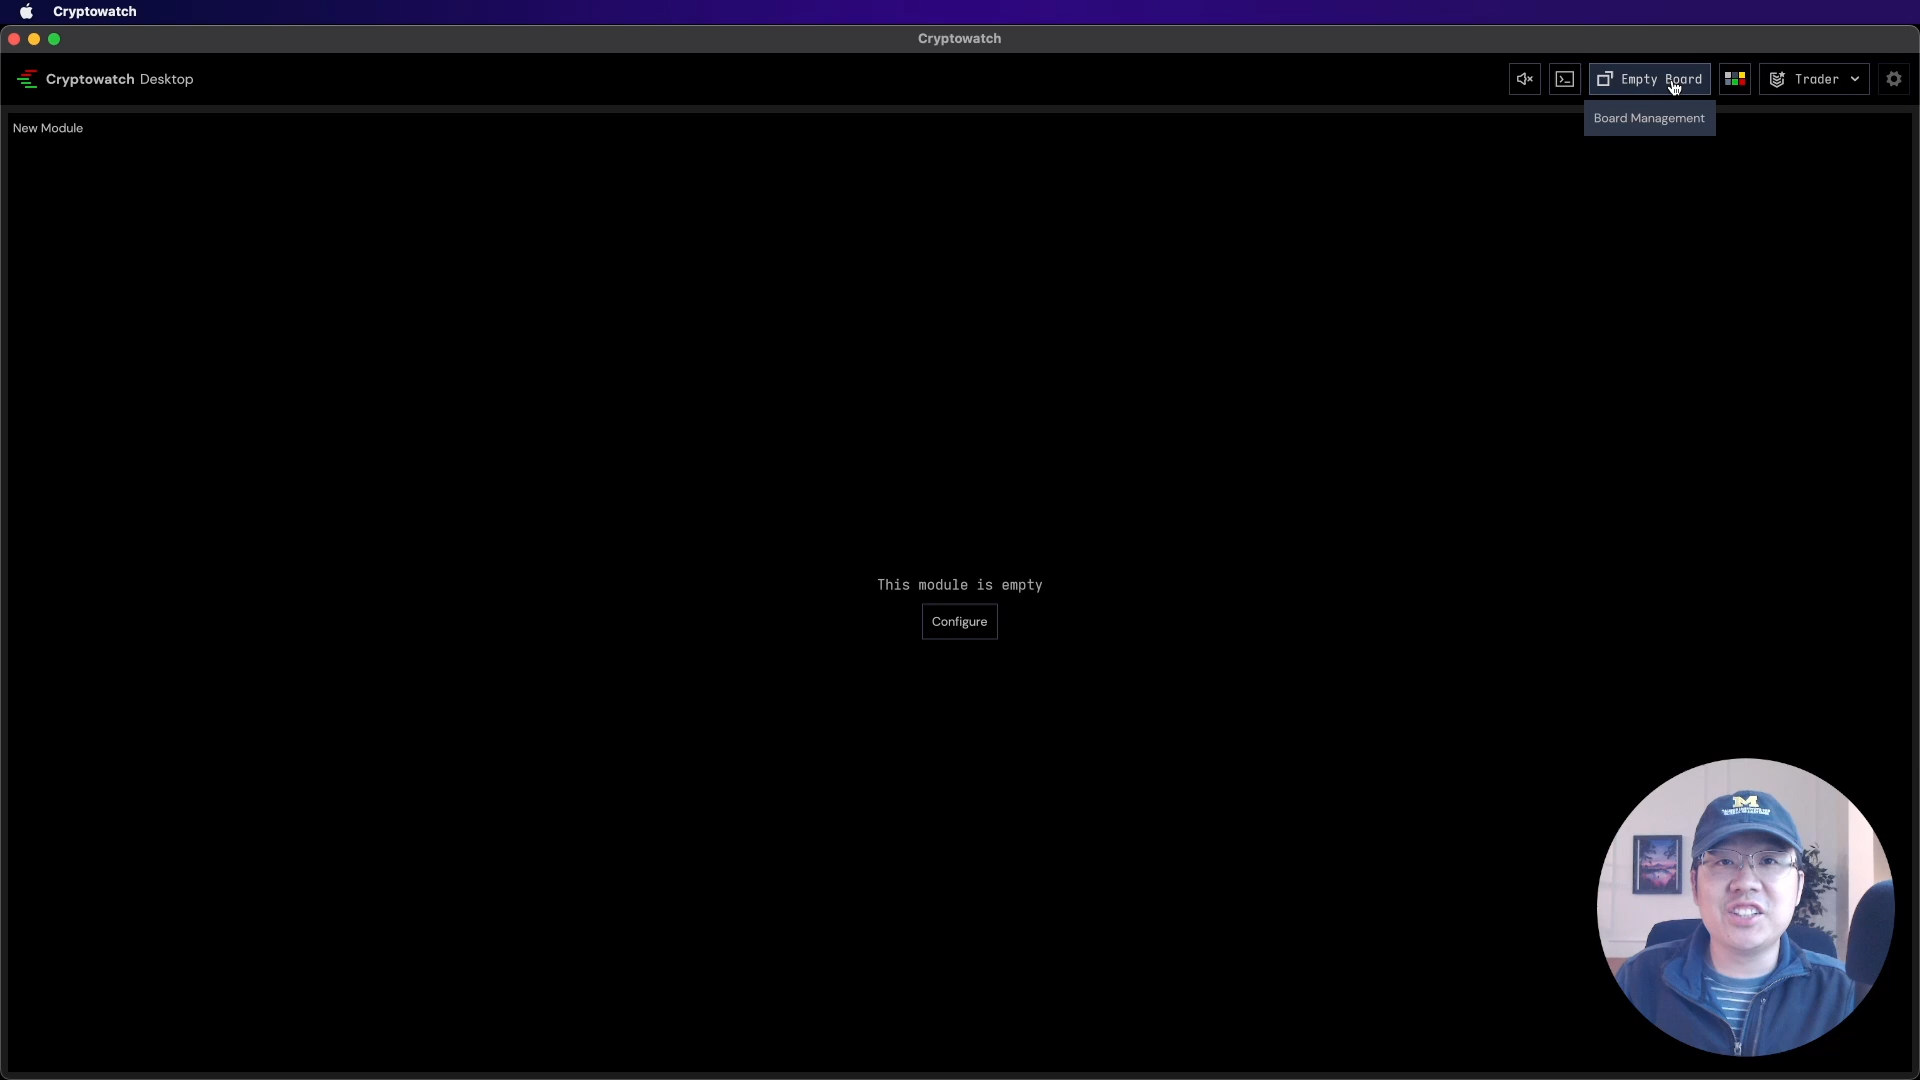 Cryptowatch
Cryptowatch
Cryptowatch Desktop
Empty Board
Trader
Board Management
New Module
This module is empty
Configure
M